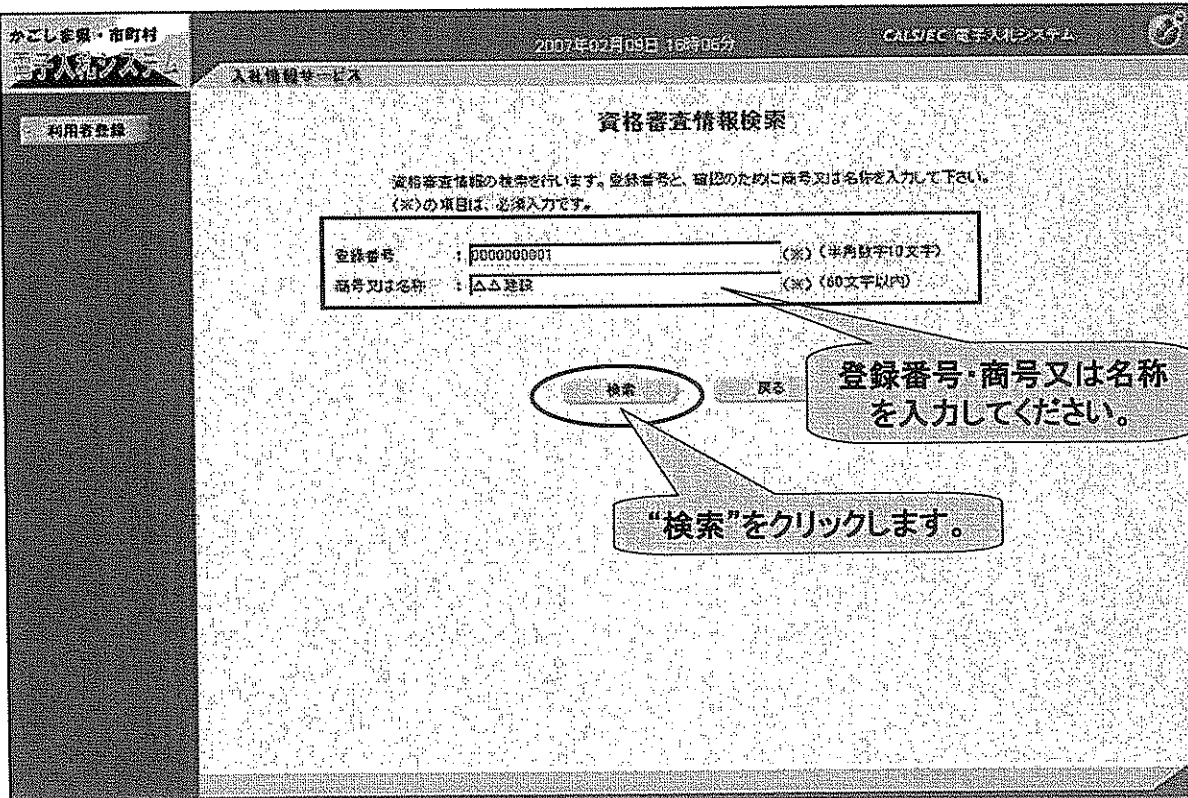 かごしま県・市町村
電子入札システム
2007年02月09日 16時06分
CALS/EC 電子入札システム
入札情報サービス
利用者登録
資格審査情報検索
資格審査情報の検索を行います。登録番号と、確認のために商号又は名称を入力して下さい。
(※)の項目は、必須入力です。
登録番号 : 0000000001 (※) (半角数字10文字)
商号又は名称 : △△建設 (※) (60文字以内)
検索 戻る
登録番号・商号又は名称
を入力してください。
“検索”をクリックします。